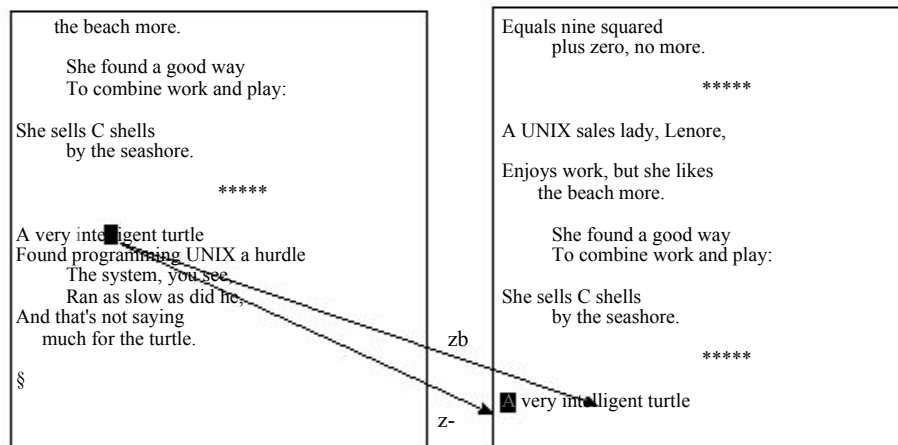 the beach more.
She found a good way
To combine work and play:
She sells C shells
by the seashore.
*****
A very intelligent turtle
Found programming UNIX a hurdle
The system, you see,
Ran as slow as did he,
And that's not saying
much for the turtle.
§
zb
z-
Equals nine squared
plus zero, no more.
*****
A UNIX sales lady, Lenore,
Enjoys work, but she likes
the beach more.
She found a good way
To combine work and play:
She sells C shells
by the seashore.
*****
A very intelligent turtle